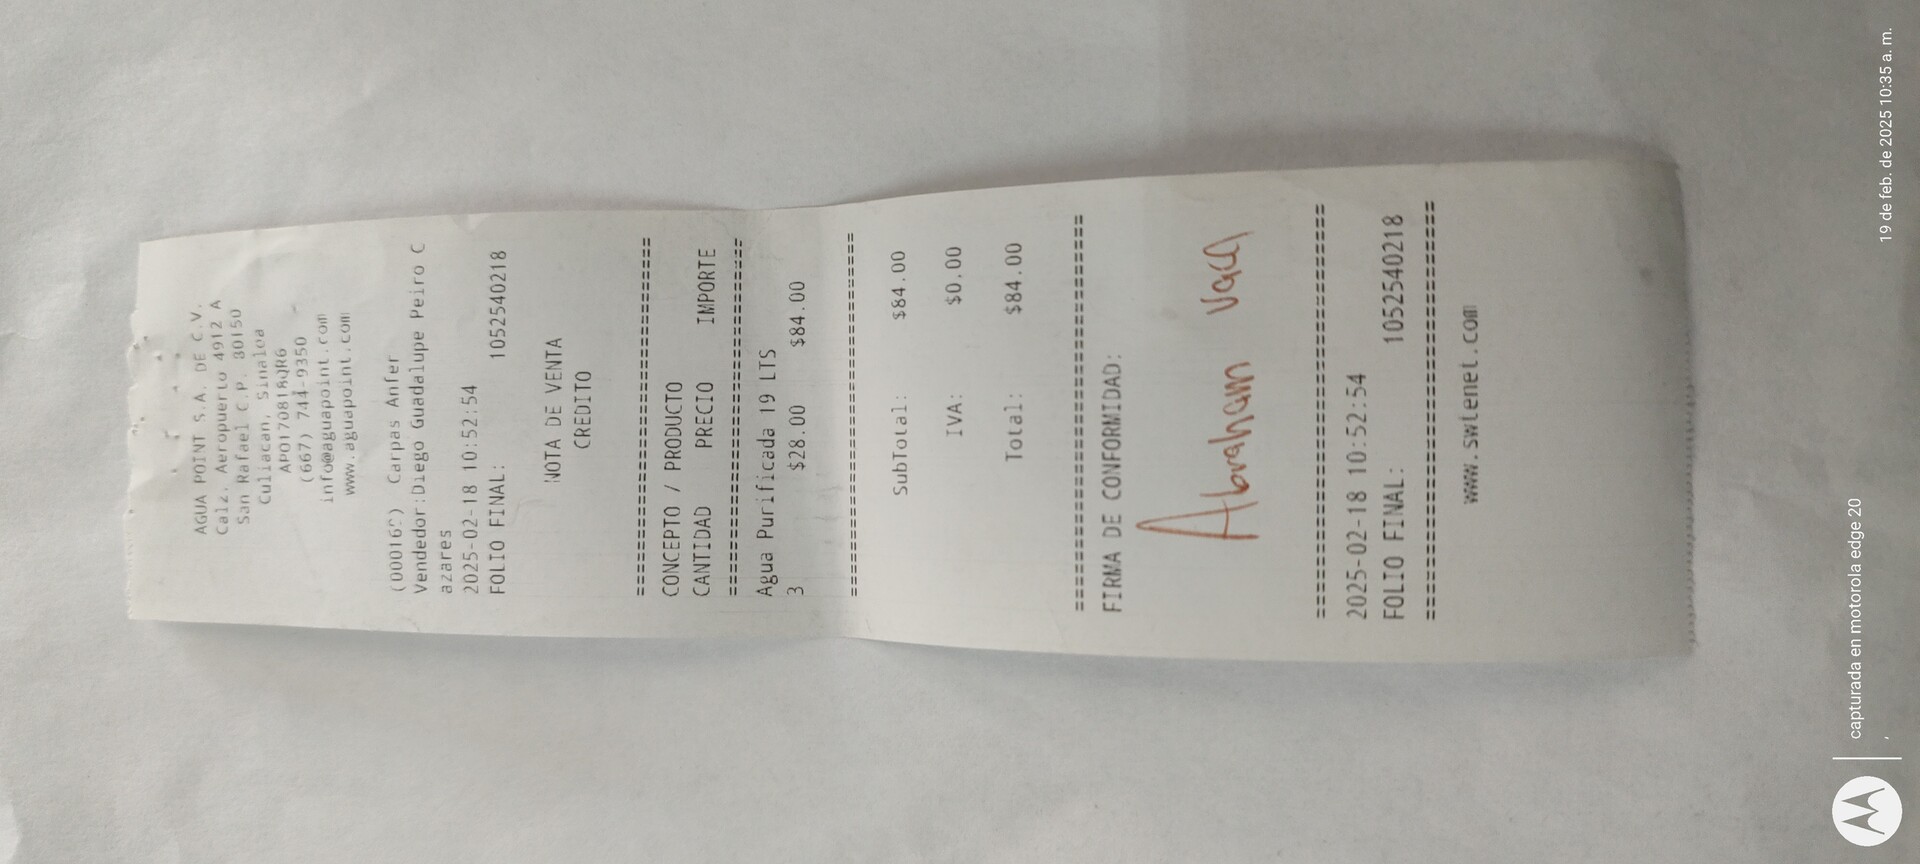 AGUA POINT S.A. DE C.V.
Calz. Aeropuerto 4912 A
San Rafael C.P. 80150
Culiacan, Sinaloa
APO170818QR6
(667) 744-9350
info@aguapoint.com
www.aguapoint.com
Carpas Anfer
Vendedor:Diego Guadalupe Peiro C
azares
2025-02-18 10:52:54
FOLIO FINAL: 1052540218
NOTA DE VENTA
CREDITO
================================
CONCEPTO / PRODUCTO
CANTIDAD PRECIO IMPORTE
================================
Agua Purificada 19 LTS
3 $28.00 $84.00
================================
SubTotal: $84.00
IVA: $0.00
Total: $84.00
================================
FIRMA DE CONFORMIDAD:
Abraham Vaca
================================
2025-02-18 10:52:54
FOLIO FINAL: 1052540218
================================
www.swtenet.com
capturada en motorola edge 20
,
19 de feb. de 2025 10:35 a. m.